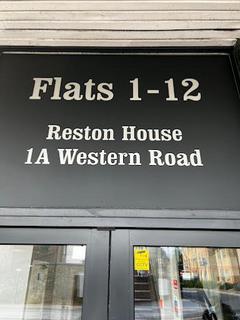 Flats 1-12
Reston House
1A Western Road